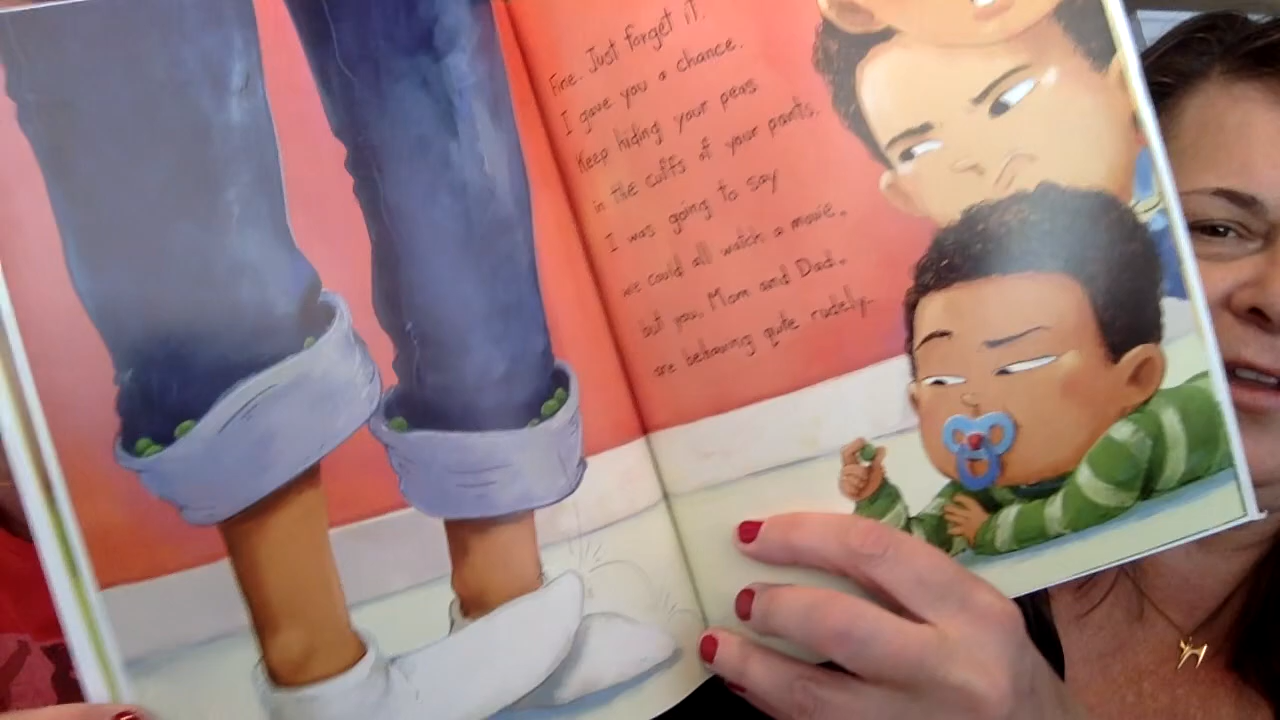 Fine. Just forget it.
I gave you a chance.
Keep hiding your peas
in the cuffs of your pants.
I was going to say
we could all watch a movie,
but you, Mom and Dad,
are behaving quite rudely.